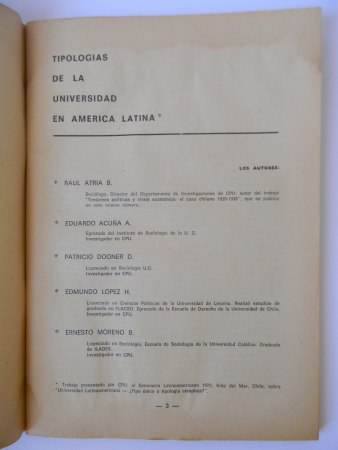 TIPOLOGIAS
DE LA
UNIVERSIDAD
EN AMERICA LATINA *
LOS AUTORES:
* RAUL ATRIA B.
Sociólogo. Director del Departamento de Investigaciones de CPU, autor del trabajo
"Tensiones políticas y crisis económica: el caso chileno 1920-1938", que se publica
en este mismo número.
* EDUARDO ACUÑA A.
Egresado del Instituto de Sociología de la U. C.
Investigador en CPU.
* PATRICIO DOONER D.
Licenciado en Sociología U.C.
Investigador en CPU.
* EDMUNDO LOPEZ H.
Licenciado en Ciencias Políticas de la Universidad de Lovaina. Realizó estudios de
graduado en FLACSO. Egresado de la Escuela de Derecho de la Universidad de Chile.
Investigador en CPU.
* ERNESTO MORENO B.
Licenciado en Sociología, Escuela de Sociología de la Universidad Católica. Graduado
de ILADES.
Investigador en CPU.
* Trabajo presentado por CPU, al Seminario Latinoamericano 1972, Viña del Mar, Chile, sobre
"Universidad Latinoamericana — ¿Tipo único o tipología compleja?".
— 3 —